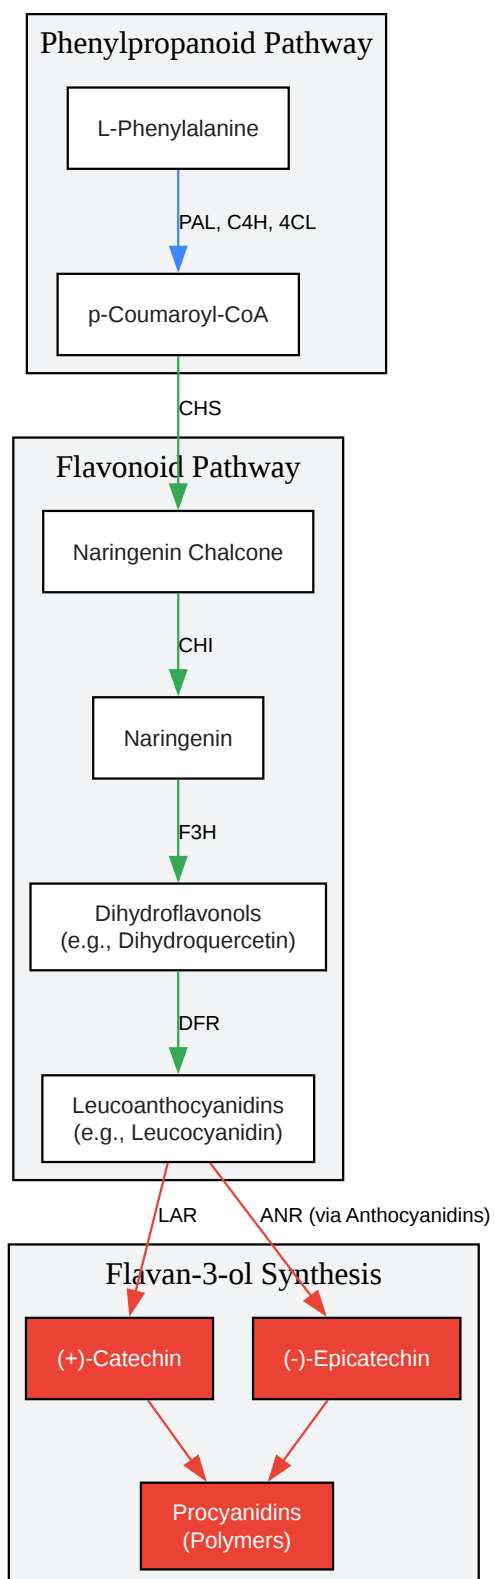 Phenylpropanoid Pathway
L-Phenylalanine
PAL, C4H, 4CL
p-Coumaroyl-CoA
CHS
Flavonoid Pathway
Naringenin Chalcone
CHI
Naringenin
F3H
Dihydroflavonols
(e.g., Dihydroquercetin)
DFR
Leucoanthocyanidins
(e.g., Leucocyanidin)
LAR
ANR (via Anthocyanidins)
Flavan-3-ol Synthesis
(+)-Catechin
(-)-Epicatechin
Procyanidins
(Polymers)